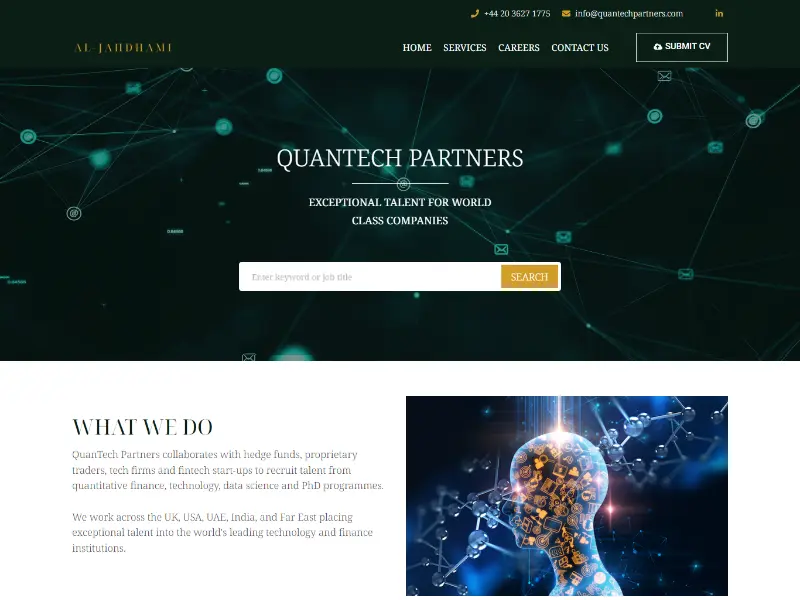 +44 20 3627 1775 info@quantechpartners.com in
AL-JAHDHAMI
HOME SERVICES CAREERS CONTACT US SUBMIT CV
QUANTECH PARTNERS
EXCEPTIONAL TALENT FOR WORLD
CLASS COMPANIES
Enter keyword or job title SEARCH
WHAT WE DO
QuanTech Partners collaborates with hedge funds, proprietary
traders, tech firms and fintech start-ups to recruit talent from
quantitative finance, technology, data science and PhD programmes.
We work across the UK, USA, UAE, India, and Far East placing
exceptional talent into the world's leading technology and finance
institutions.